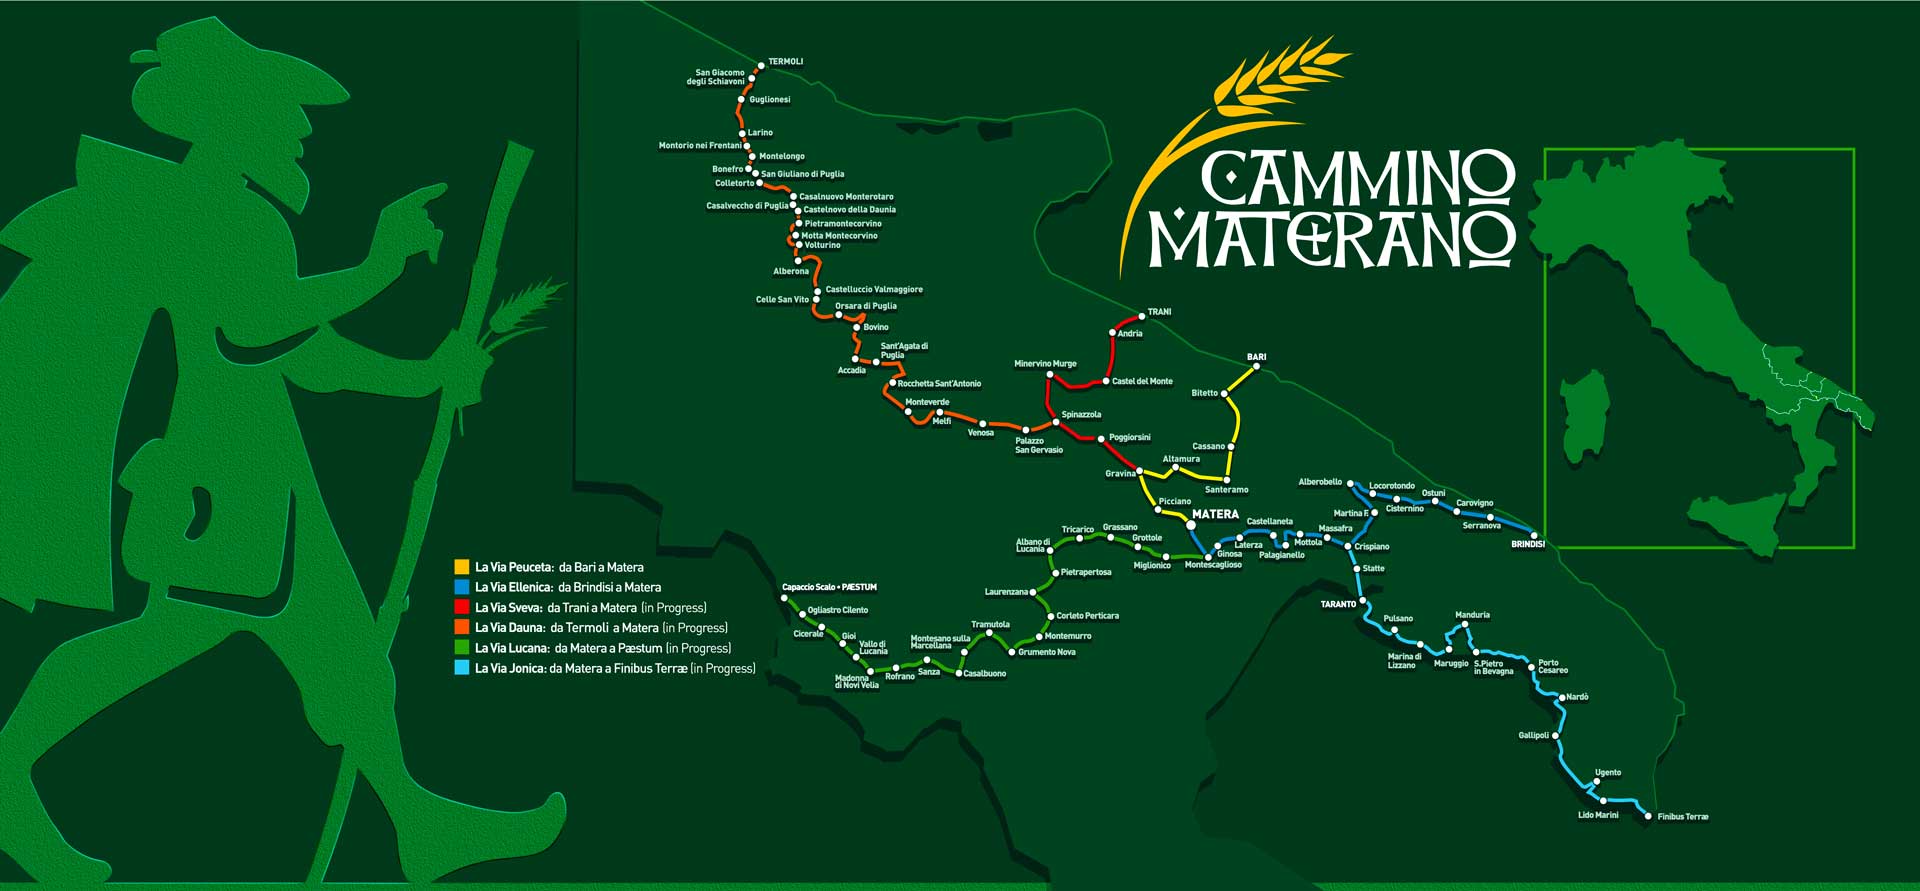 CAMMINO
MATERANO
TERMOLI
San Giacomo
degli Schiavoni
Guglionesi
Larino
Montorio nei Frentani
Montelongo
Bonefro
San Giuliano di Puglia
Colletorto
Casalnuovo Monterotaro
Casalveccho di Puglia
Castelnovo della Daunia
Pietramontecorvino
Motta Montecorvino
Volturino
Alberona
Castelluccio Valmaggiore
Celle San Vito
Orsara di Puglia
Bovino
Sant'Agata di
Puglia
Accadia
Rocchetta Sant'Antonio
Monteverde
Melfi
Venosa
Palazzo
San Gervasio
TRANI
Andria
Minervino Murge
Castel del Monte
Spinazzola
Poggiorsini
BARI
Bitetto
Cassano
Altamura
Gravina
Santeramo
Picciano
MATERA
Alberobello
Locorotondo
Cisternino
Ostuni
Carovigno
Serranova
BRINDISI
Martina F.
Castellaneta
Massafra
Mottola
Laterza
Palagianello
Ginosa
Crispiano
Montescaglioso
Statte
TARANTO
Tricarico
Grassano
Grottole
Miglionico
Albano di
Lucania
Pietrapertosa
Laurenzana
Corleto Perticara
Montemurro
Grumento Nova
Tramutola
Montesano sulla
Marcellana
Casalbuono
Sanza
Rofrano
Madonna
di Novi Velia
Vallo di
Lucania
Gioi
Cicerale
Ogliastro Cilento
Capaccio Scalo • PÆSTUM
Pulsano
Marina di
Lizzano
Maruggio
Manduria
S.Pietro
in Bevagna
Porto
Cesareo
Nardò
Gallipoli
Ugento
Lido Marini
Finibus Terræ
La Via Peuceta: da Bari a Matera
La Via Ellenica: da Brindisi a Matera
La Via Sveva: da Trani a Matera (in Progress)
La Via Dauna: da Termoli a Matera (in Progress)
La Via Lucana: da Matera a Pæstum (in Progress)
La Via Jonica: da Matera a Finibus Terræ (in Progress)